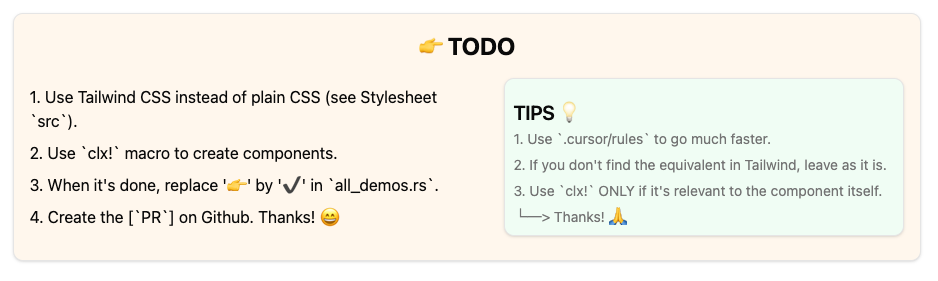 👉 TODO
1. Use Tailwind CSS instead of plain CSS (see Stylesheet
`src`).
2. Use `clx!` macro to create components.
3. When it's done, replace '👉' by '✔️' in `all_demos.rs`.
4. Create the [`PR`] on Github. Thanks! 😄
TIPS 💡
1. Use `.cursor/rules` to go much faster.
2. If you don't find the equivalent in Tailwind, leave as it is.
3. Use `clx!` ONLY if it's relevant to the component itself.
└──> Thanks! 🙏